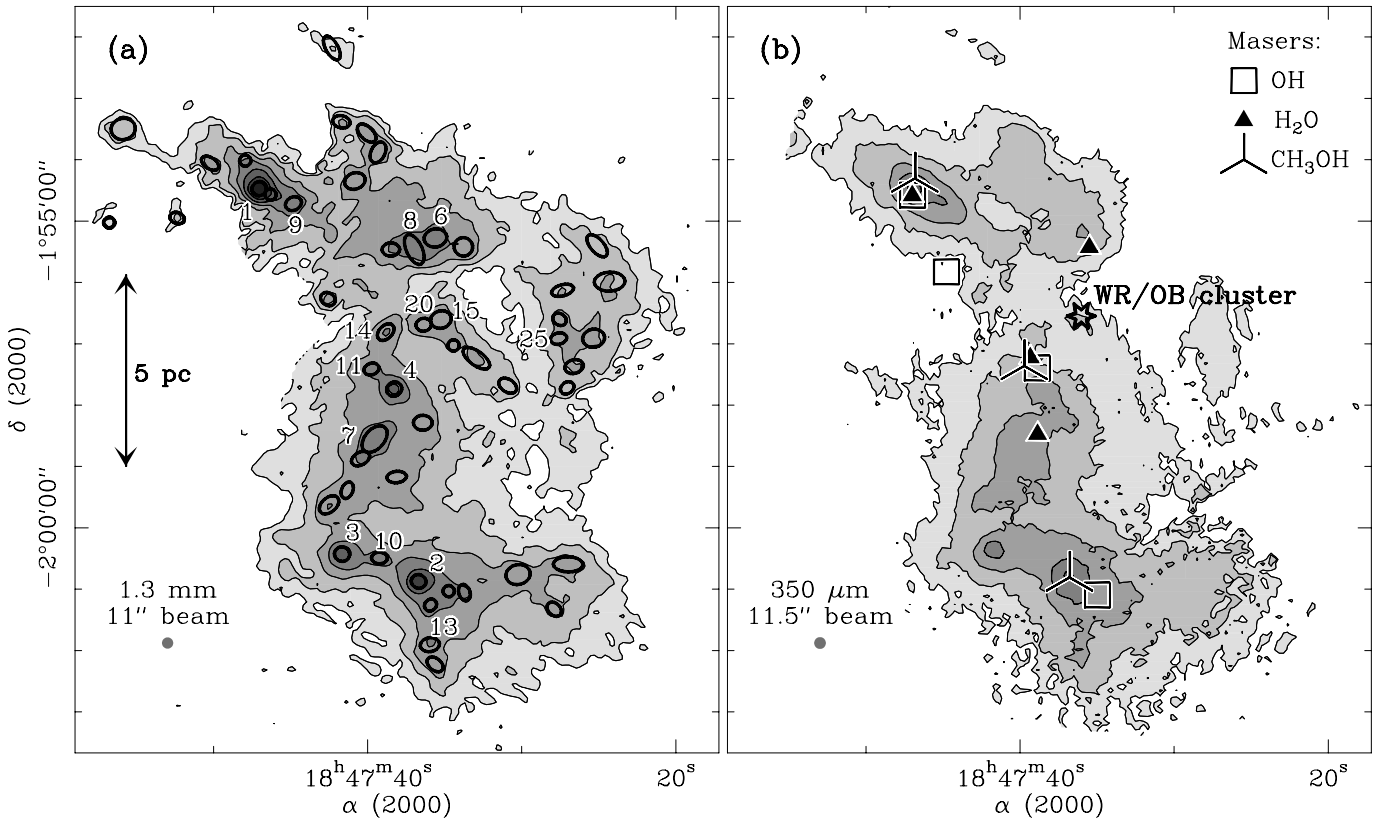 (a)
1
9
8
6
20
15
14
25
11
4
7
3
10
2
13
5 pc
1.3 mm
11″ beam
−1°55′00″
−2°00′00″
δ (2000)
18ʰ47ᵐ40ˢ
20ˢ
α (2000)
(b)
Masers:
OH
H₂O
CH₃OH
WR/OB cluster
350 μm
11.5″ beam
18ʰ47ᵐ40ˢ
20ˢ
α (2000)